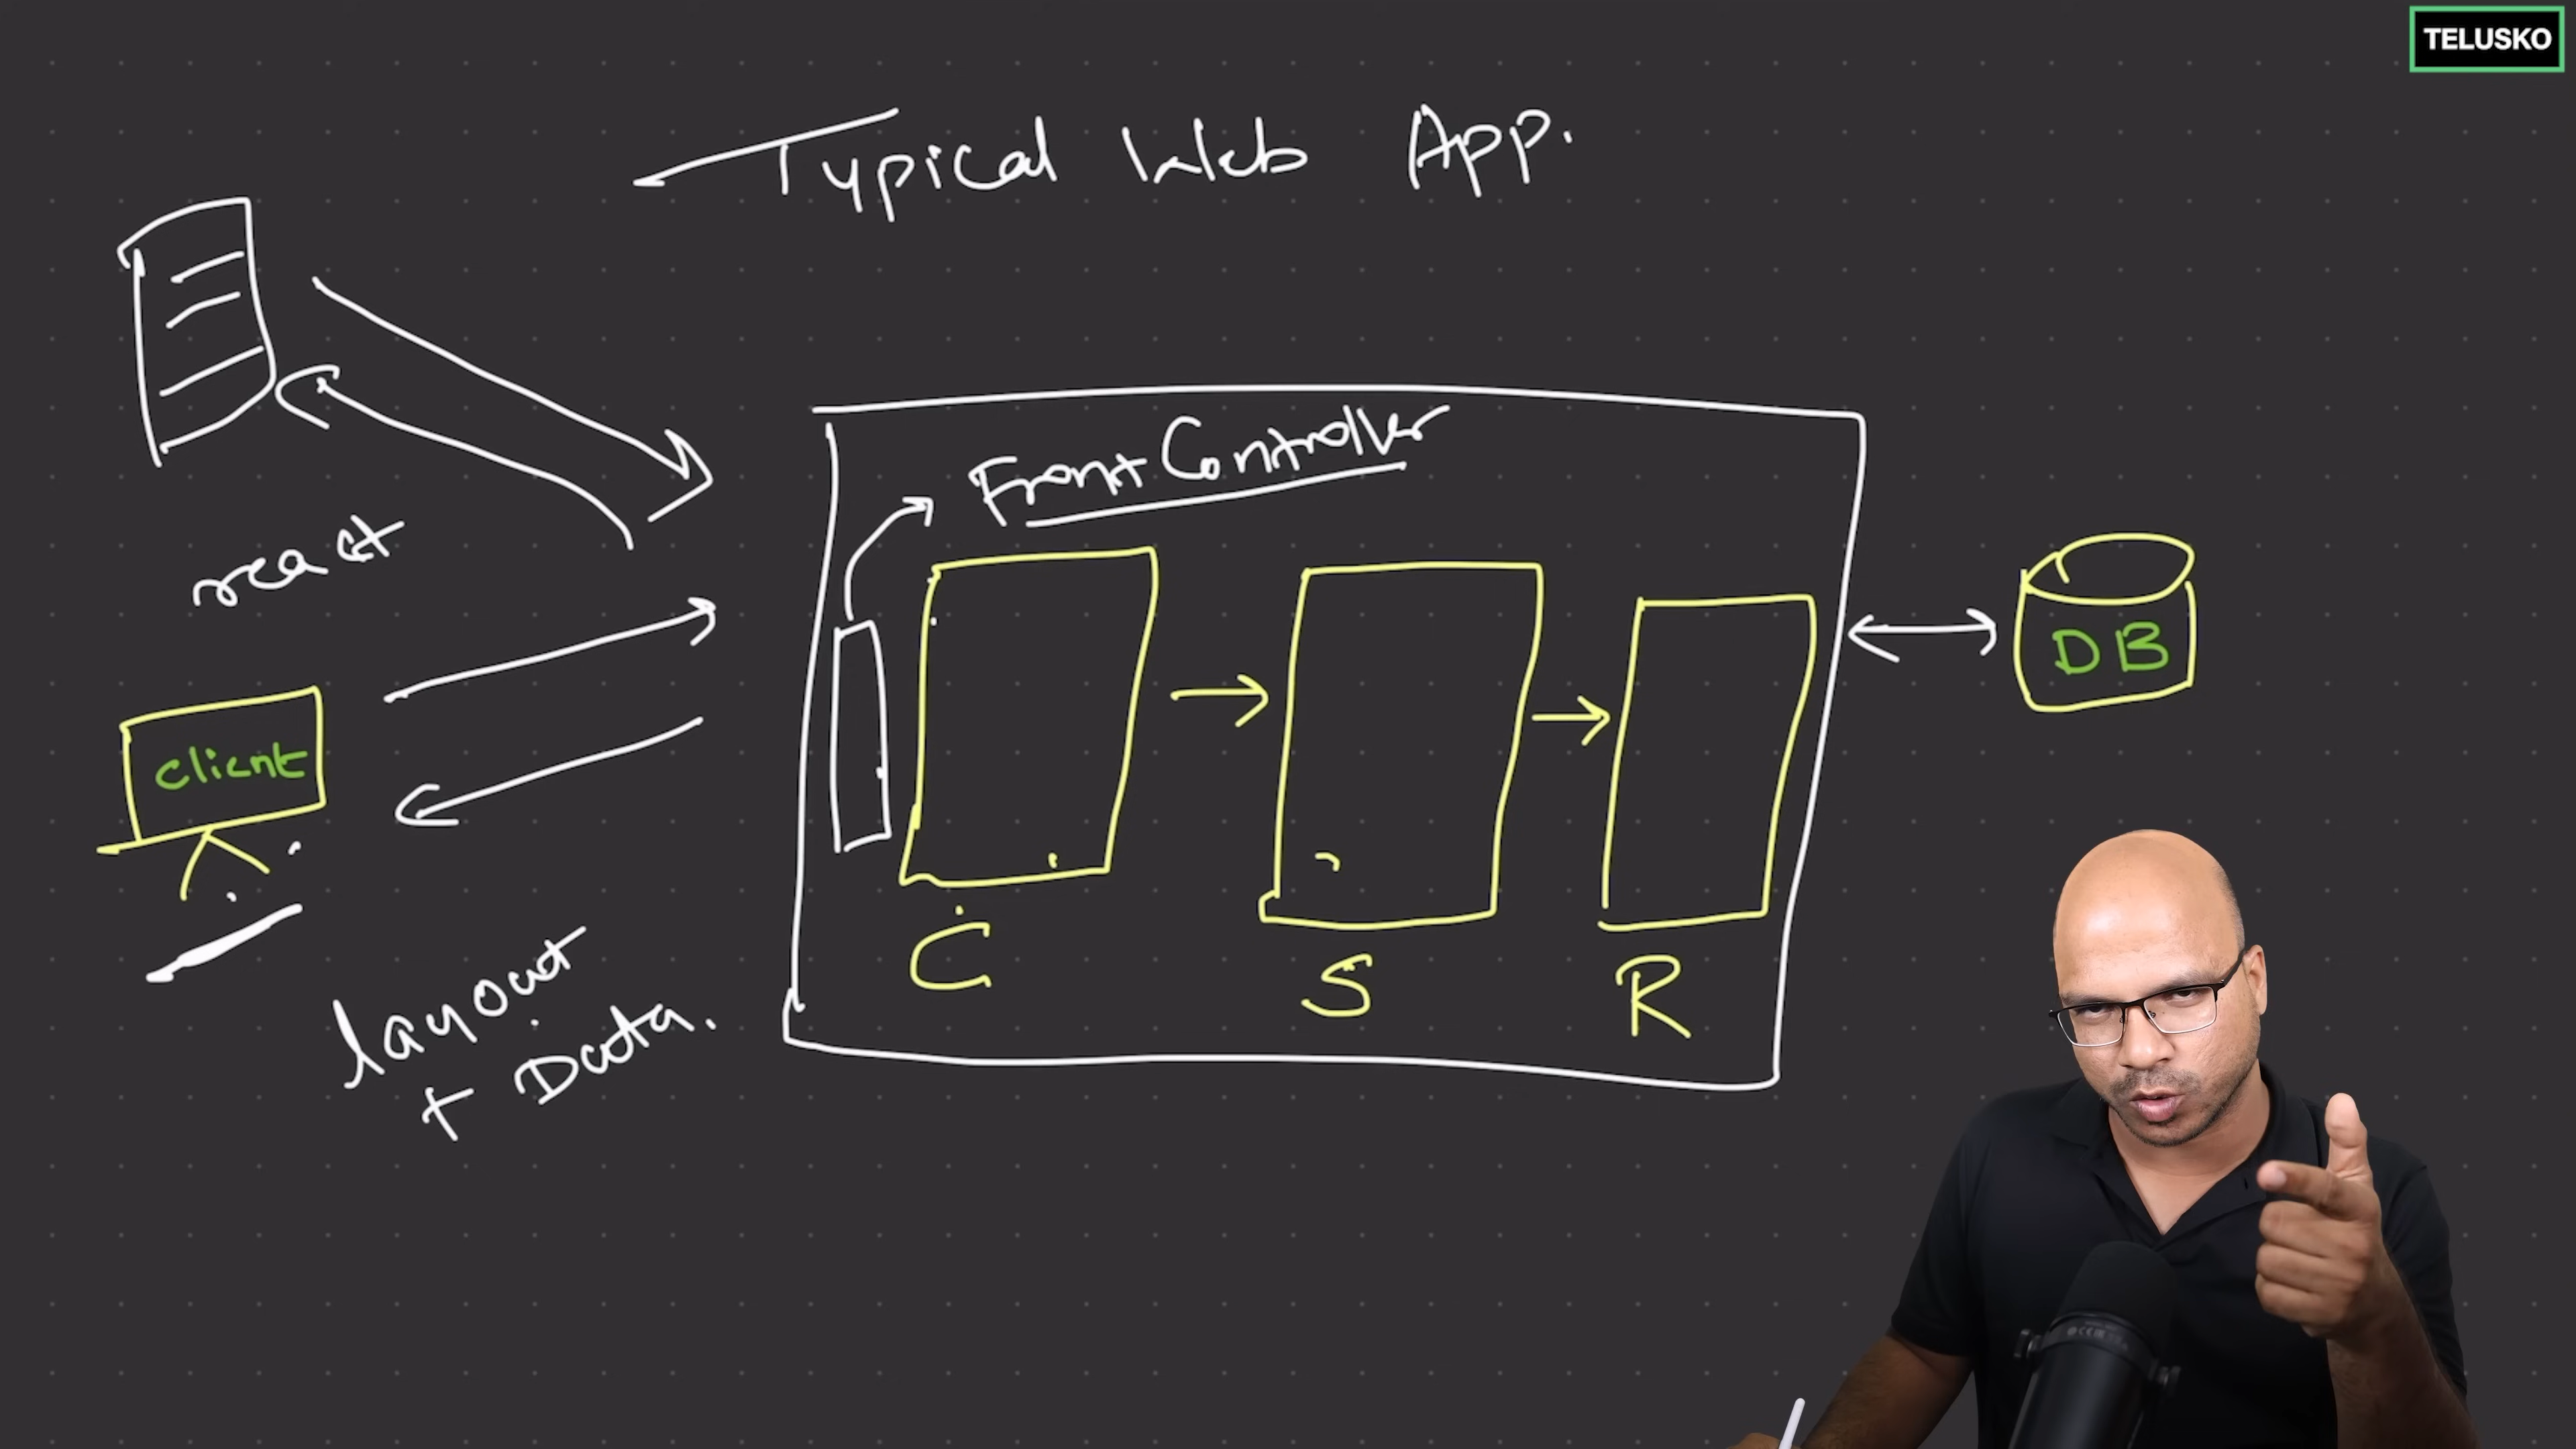 TELUSKO
Typical Web App.
Front Controller
react
DB
client
C
S
R
layout
+ Data.